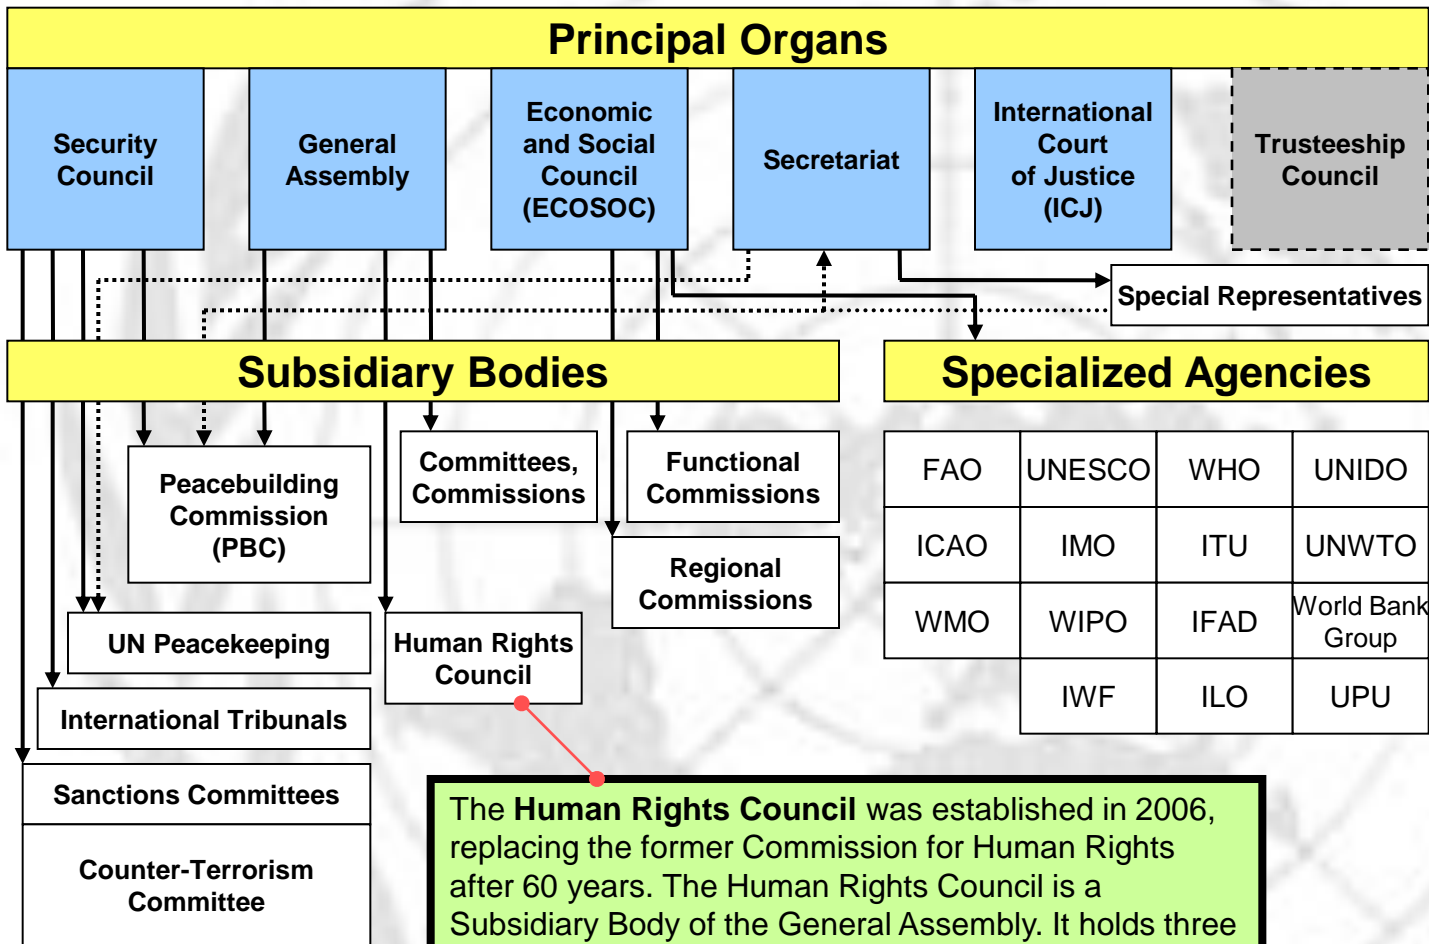 Principal Organs
Security
Council
General
Assembly
Economic
and Social
Council
(ECOSOC)
Secretariat
International
Court
of Justice
(ICJ)
Trusteeship
Council
Special Representatives
Subsidiary Bodies
Specialized Agencies
Peacebuilding
Commission
(PBC)
Committees,
Commissions
Functional
Commissions
Regional
Commissions
UN Peacekeeping
Human Rights
Council
International Tribunals
Sanctions Committees
Counter-Terrorism
Committee
FAO UNESCO WHO UNIDO
ICAO IMO ITU UNWTO
WMO WIPO IFAD World Bank
Group
IWF ILO UPU
The Human Rights Council was established in 2006,
replacing the former Commission for Human Rights
after 60 years. The Human Rights Council is a
Subsidiary Body of the General Assembly. It holds three